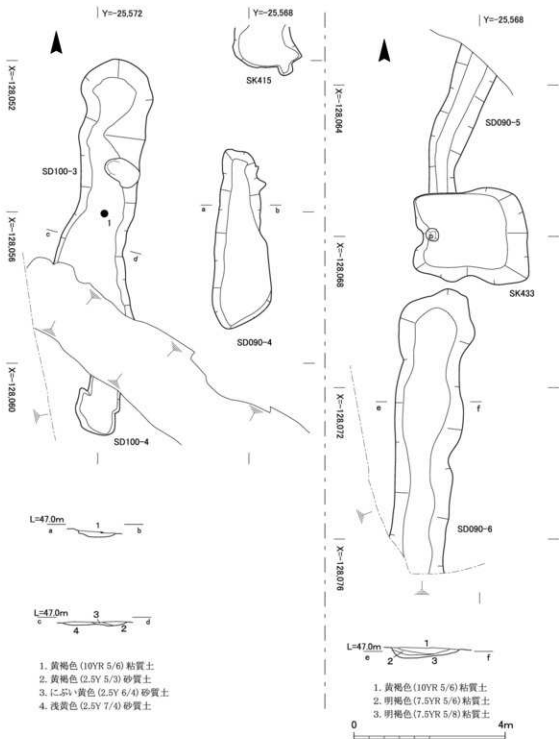 Y=-25,572
Y=-25,568
X=-128,052
SK415
SD100-3
a
b
1
X=-128,056
c
d
SD090-4
X=-128,060
SD100-4
L=47.0m
a
1
b
L=47.0m
c
3
d
4
2
1. 黄褐色(10YR 5/6)粘質土
2. 黄褐色(2.5Y 5/3)砂質土
3. にぶい黄色(2.5Y 6/4)砂質土
4. 浅黄色(2.5Y 7/4)砂質土
Y=-25,568
X=-128,064
SD090-5
X=-128,068
SK433
e
f
X=-128,072
SD090-6
X=-128,076
L=47.0m
1
e
2
3
f
1. 黄褐色(10YR 5/6)粘質土
2. 明褐色(7.5YR 5/6)粘質土
3. 明褐色(7.5YR 5/8)粘質土
0
4m